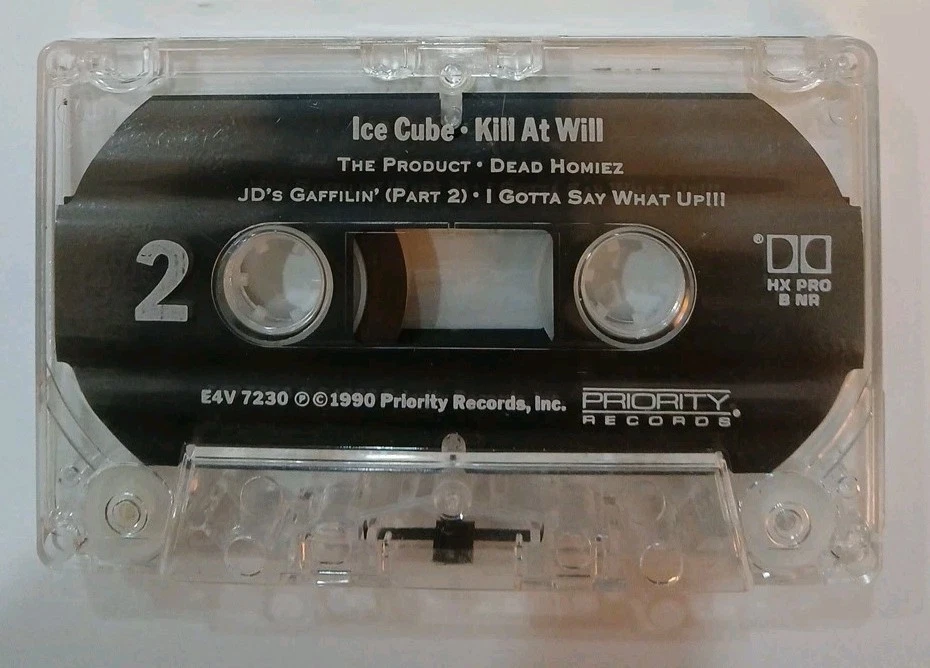 Ice Cube • Kill At Will
The Product • Dead Homiez
JD's Gaffilin' (Part 2) • I Gotta Say What Up!!!
2
®
HX PRO
B NR
E4V 7230 ℗©1990 Priority Records, Inc.
PRIORITY
RECORDS